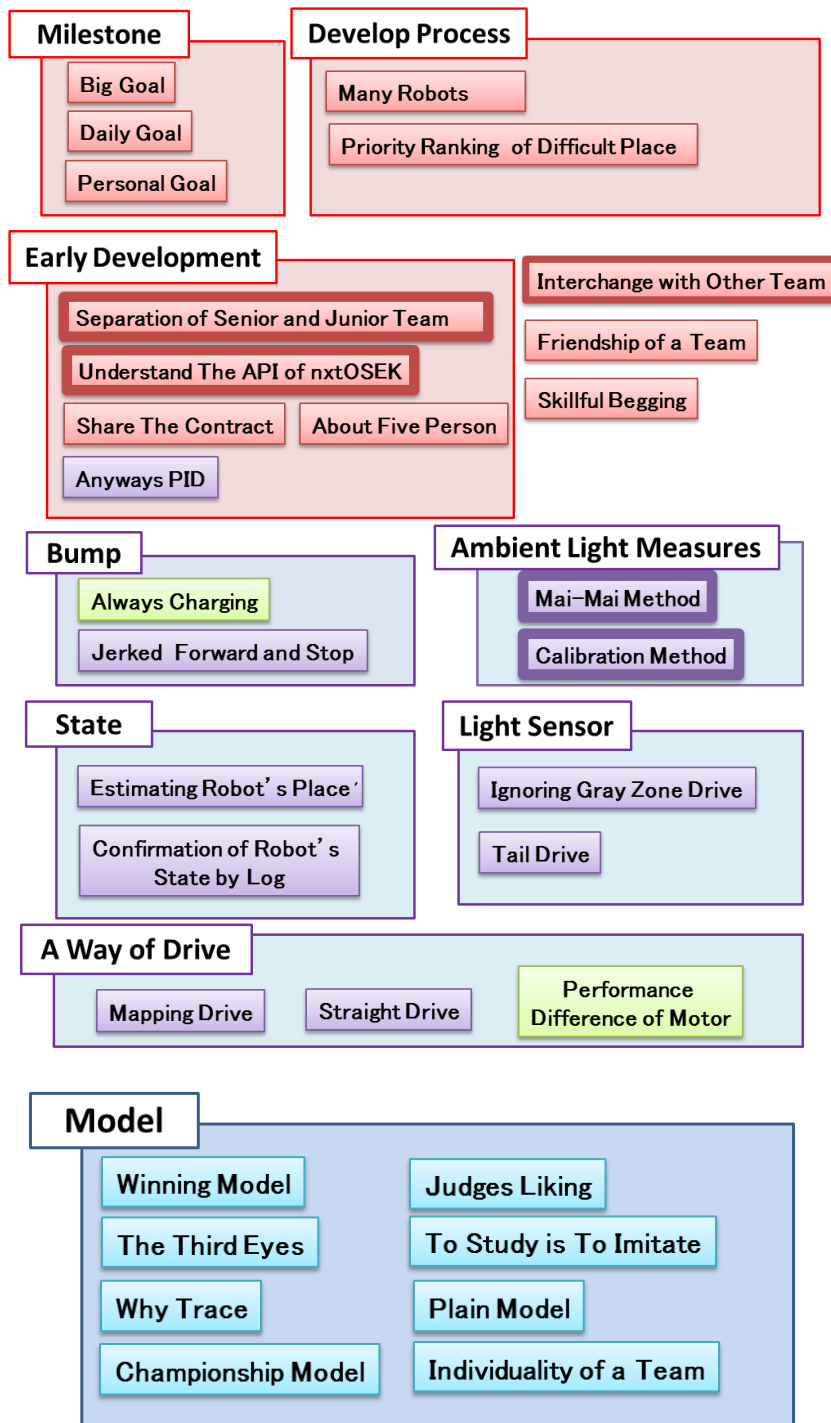 Milestone
Big Goal
Daily Goal
Personal Goal
Develop Process
Many Robots
Priority Ranking of Difficult Place
Early Development
Separation of Senior and Junior Team
Understand The API of nxtOSEK
Share The Contract
About Five Person
Anyways PID
Interchange with Other Team
Friendship of a Team
Skillful Begging
Bump
Always Charging
Jerked Forward and Stop
Ambient Light Measures
Mai-Mai Method
Calibration Method
State
Estimating Robot's Place
Confirmation of Robot's
State by Log
Light Sensor
Ignoring Gray Zone Drive
Tail Drive
A Way of Drive
Mapping Drive
Straight Drive
Performance
Difference of Motor
Model
Winning Model
Judges Liking
The Third Eyes
To Study is To Imitate
Why Trace
Plain Model
Championship Model
Individuality of a Team